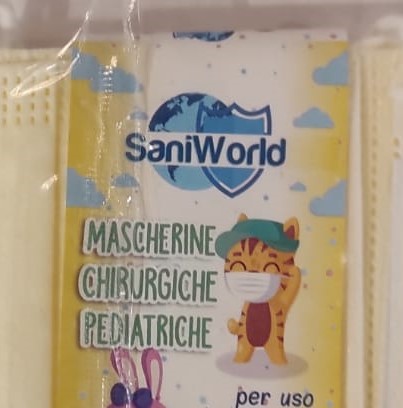 SaniWorld
MASCHERINE
CHIRURGICHE
PEDIATRICHE
per uso